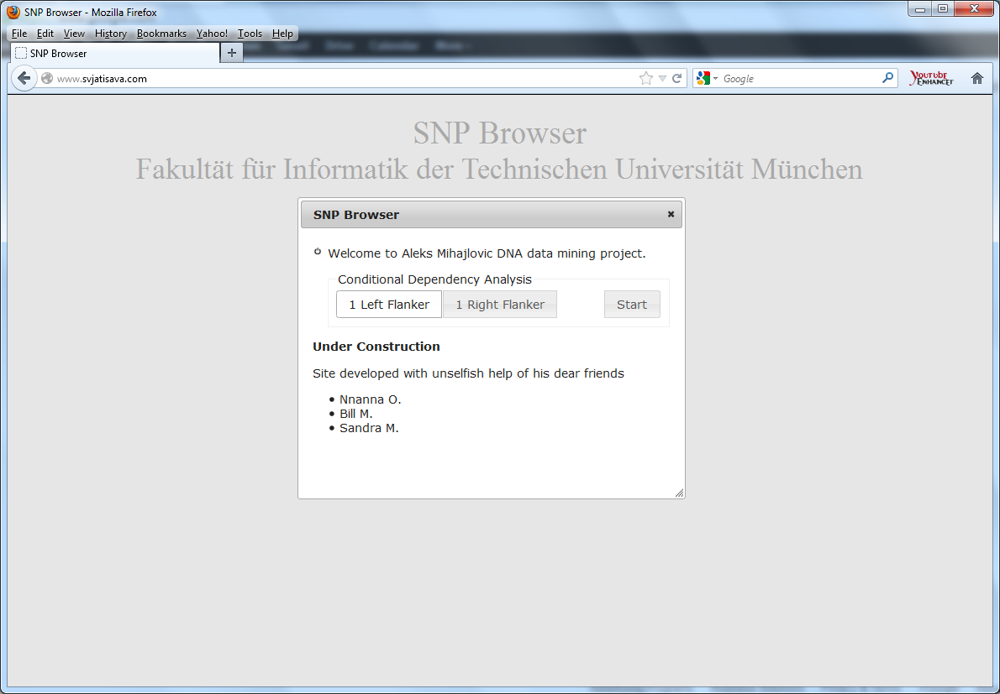 SNP Browser - Mozilla Firefox
File Edit View History Bookmarks Yahoo! Tools Help
Drive Calendar More
SNP Browser
www.svjatisava.com Google YouTube Enhancer
SNP Browser
Fakultät für Informatik der Technischen Universität München
SNP Browser
Welcome to Aleks Mihajlovic DNA data mining project.
Conditional Dependency Analysis
1 Left Flanker 1 Right Flanker Start
Under Construction
Site developed with unselfish help of his dear friends
Nnanna O.
Bill M.
Sandra M.